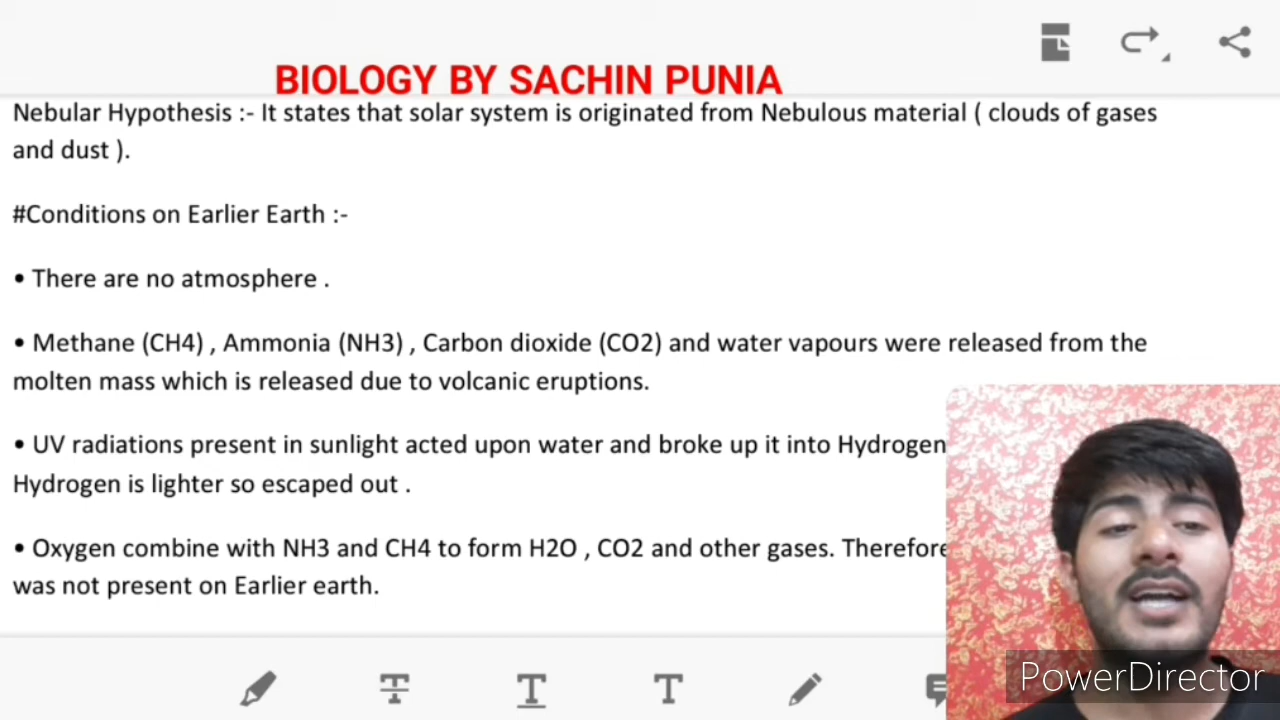 BIOLOGY BY SACHIN PUNIA
Nebular Hypothesis :- It states that solar system is originated from Nebulous material ( clouds of gases
and dust ).
#Conditions on Earlier Earth :-
• There are no atmosphere .
• Methane (CH4) , Ammonia (NH3) , Carbon dioxide (CO2) and water vapours were released from the
molten mass which is released due to volcanic eruptions.
• UV radiations present in sunlight acted upon water and broke up it into Hydrogen
Hydrogen is lighter so escaped out .
• Oxygen combine with NH3 and CH4 to form H2O , CO2 and other gases. Therefore
was not present on Earlier earth.
T T T
PowerDirector